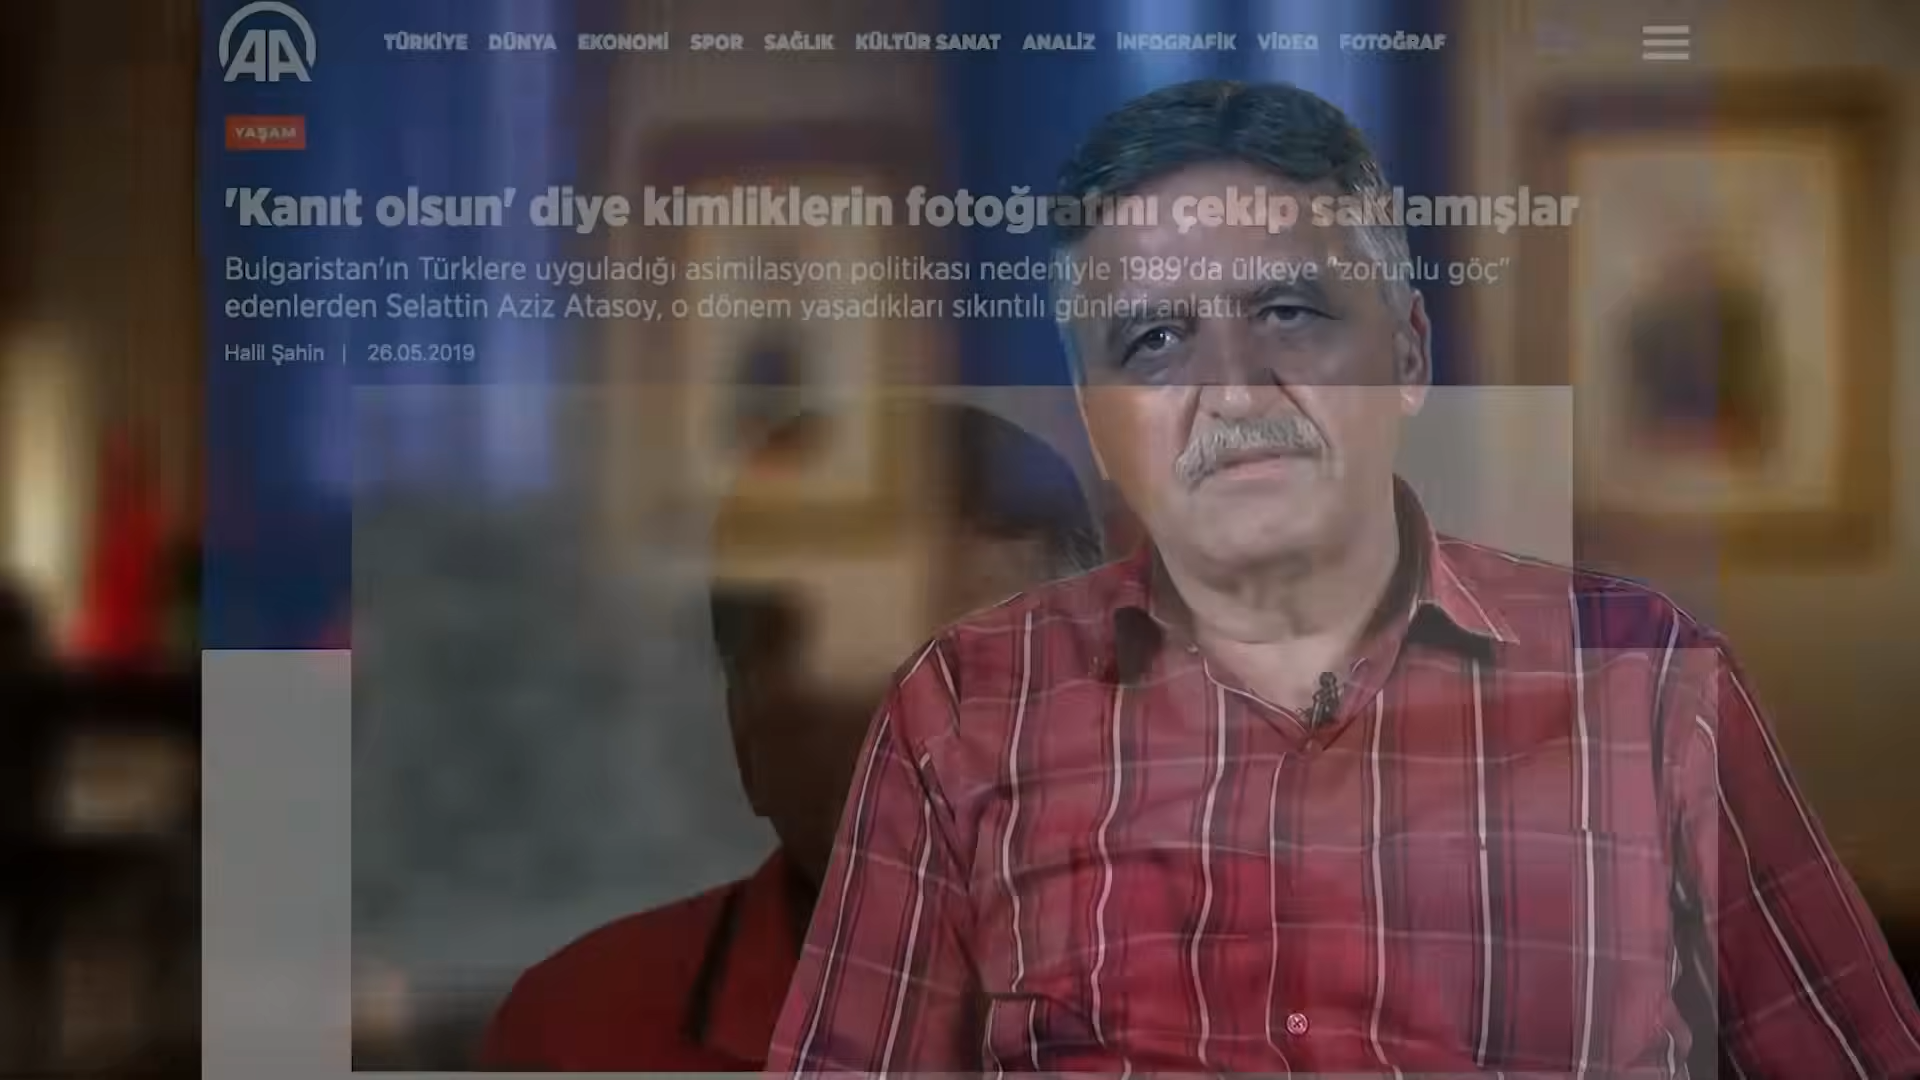 AA
TÜRKİYE DÜNYA EKONOMİ SPOR SAĞLIK KÜLTÜR SANAT ANALİZ İNFOGRAFİK VİDEO FOTOĞRAF
YAŞAM
'Kanıt olsun' diye kimliklerin fotoğrafını çekip saklamışlar
Bulgaristan'ın Türklere uyguladığı asimilasyon politikası nedeniyle 1989'da ülkeye "zorunlu göç"
edenlerden Selattin Aziz Atasoy, o dönem yaşadıkları sıkıntılı günleri anlattı.
Halil Şahin | 26.05.2019